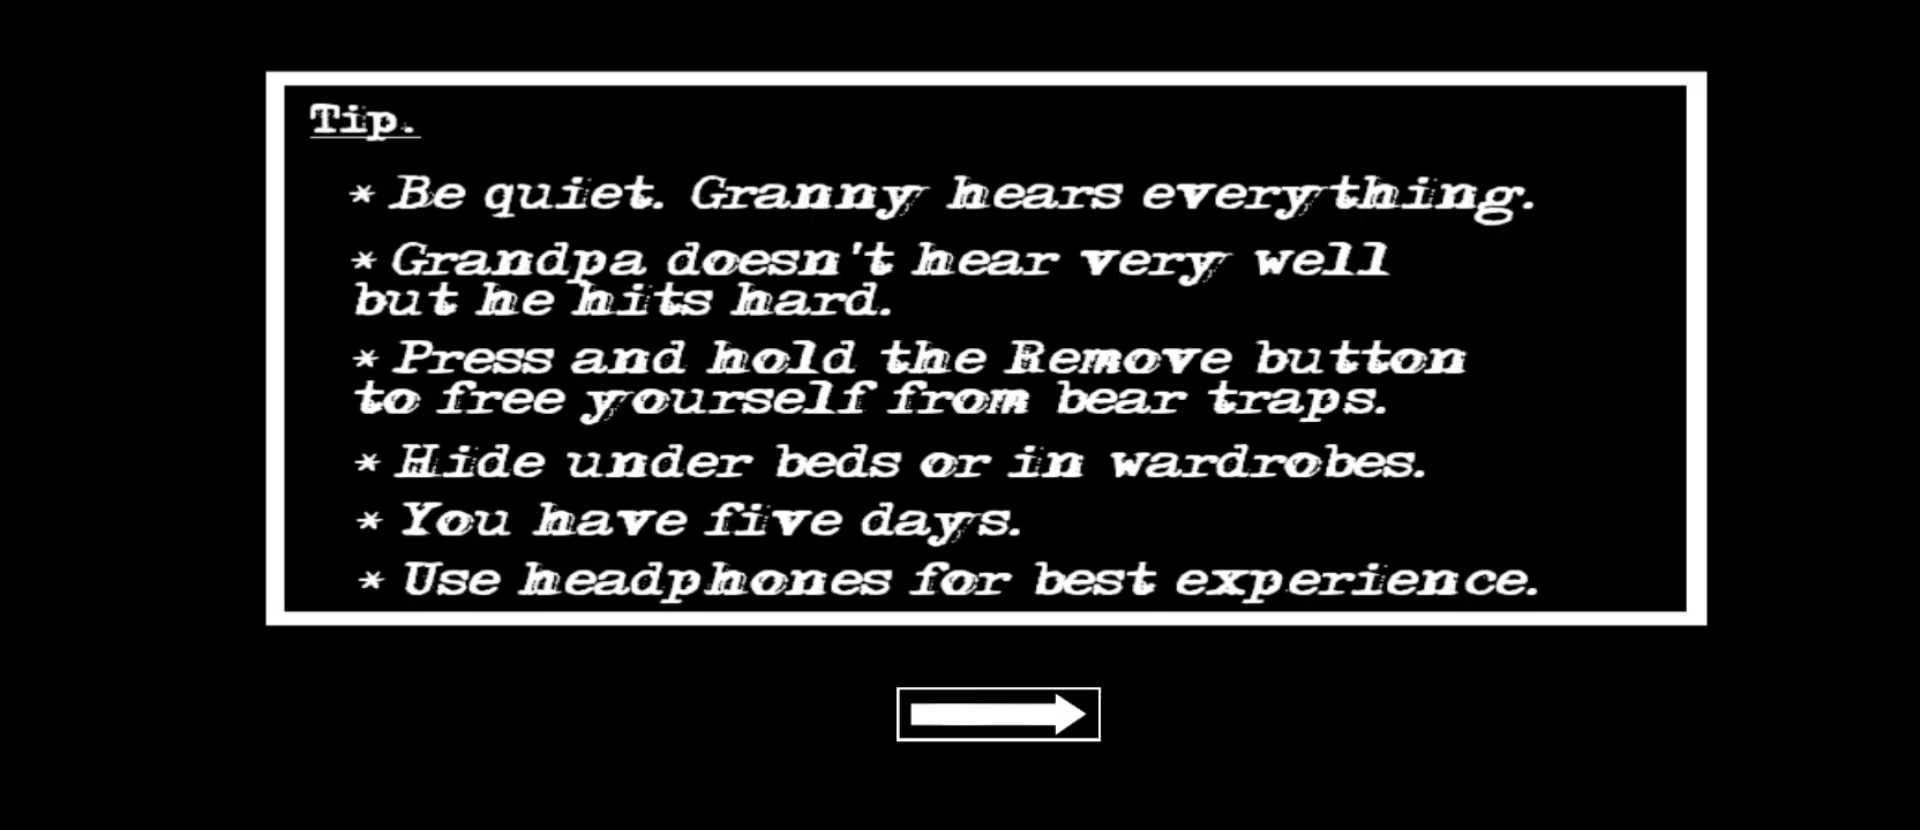 Tip.
* Be quiet. Granny hears everything.
* Grandpa doesn't hear very well
but he hits hard.
* Press and hold the Remove button
to free yourself from bear traps.
* Hide under beds or in wardrobes.
* You have five days.
* Use headphones for best experience.